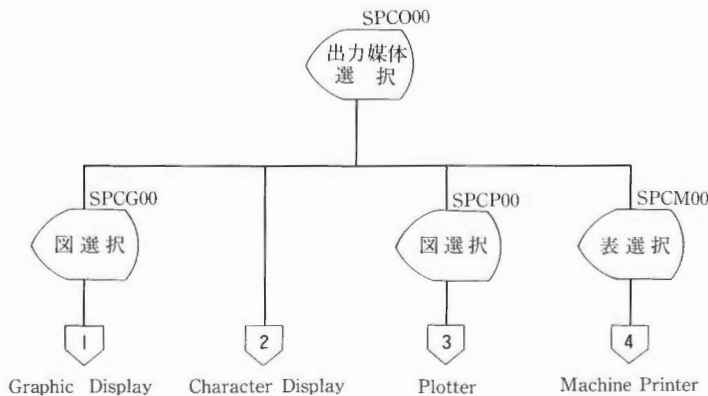 SPCO00
出力媒体
選択
SPCG00
SPCP00
SPCM00
図選択
図選択
表選択
1
2
3
4
Graphic Display
Character Display
Plotter
Machine Printer